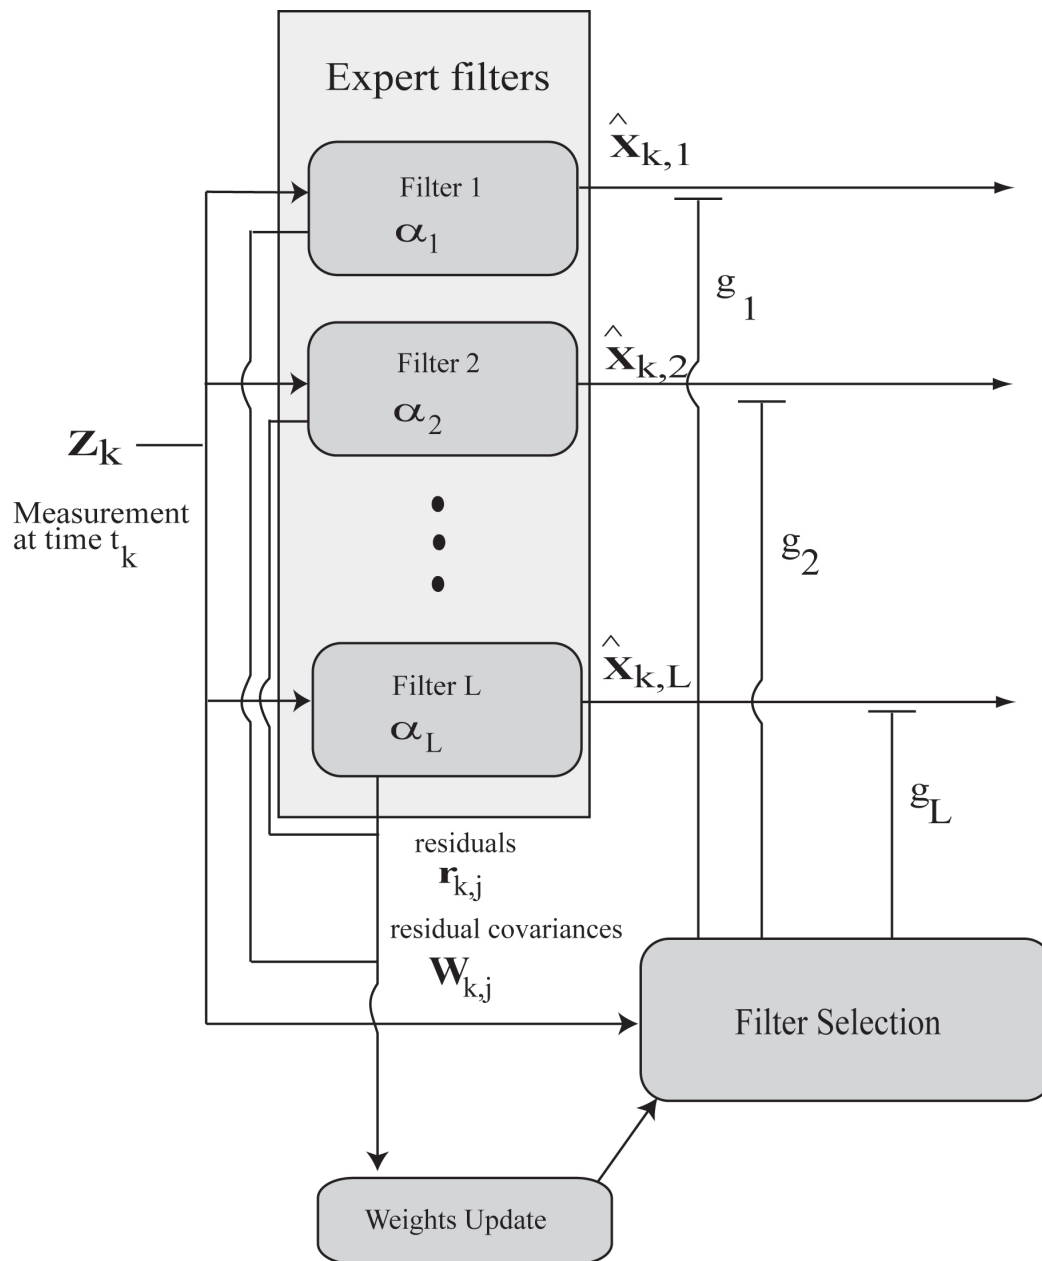 Expert filters
x̂k,1
Filter 1
α1
g1
x̂k,2
Filter 2
α2
zk
Measurement
at time tk
g2
x̂k,L
Filter L
αL
gL
residuals
rk,j
residual covariances
Wk,j
Filter Selection
Weights Update